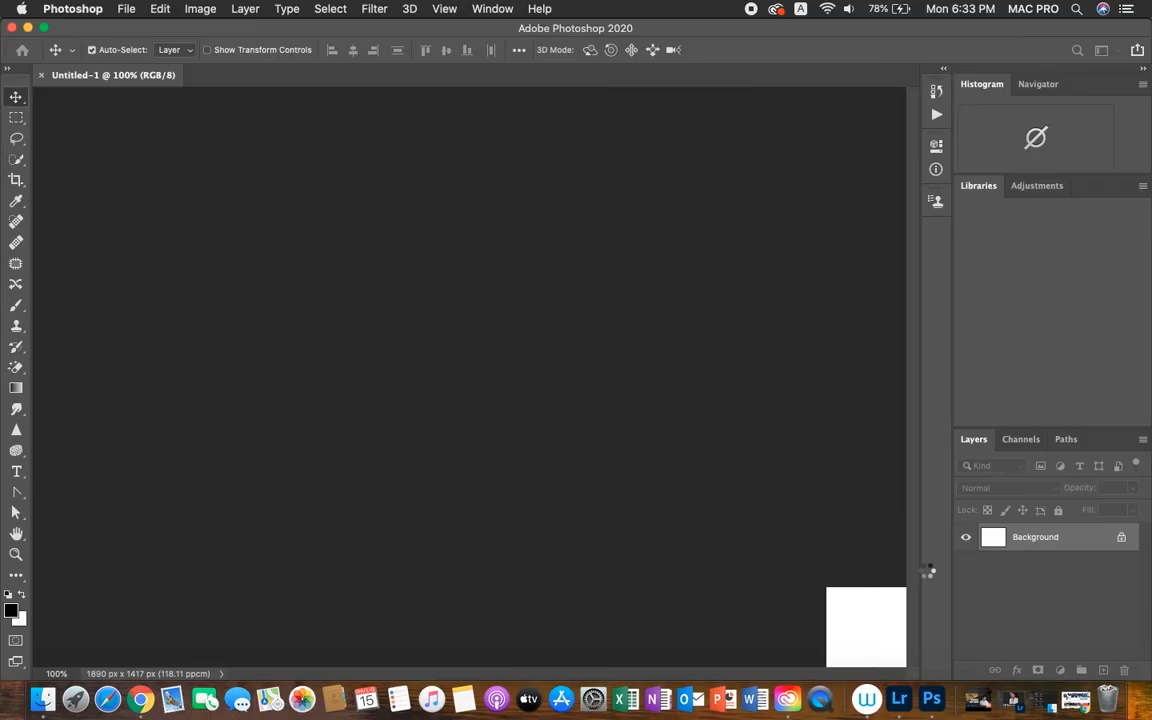 Photoshop File Edit Image Layer Type Select Filter 3D View Window Help A 78% Mon 6:33 PM MAC PRO
Adobe Photoshop 2020
Auto-Select: Layer Show Transform Controls 3D Mode:
Untitled-1 @ 100% (RGB/8)
Histogram Navigator
Libraries Adjustments
Layers Channels Paths
Kind
Normal Opacity:
Lock: Fill:
Background
100% 1890 px x 1417 px (118.11 ppcm)
15